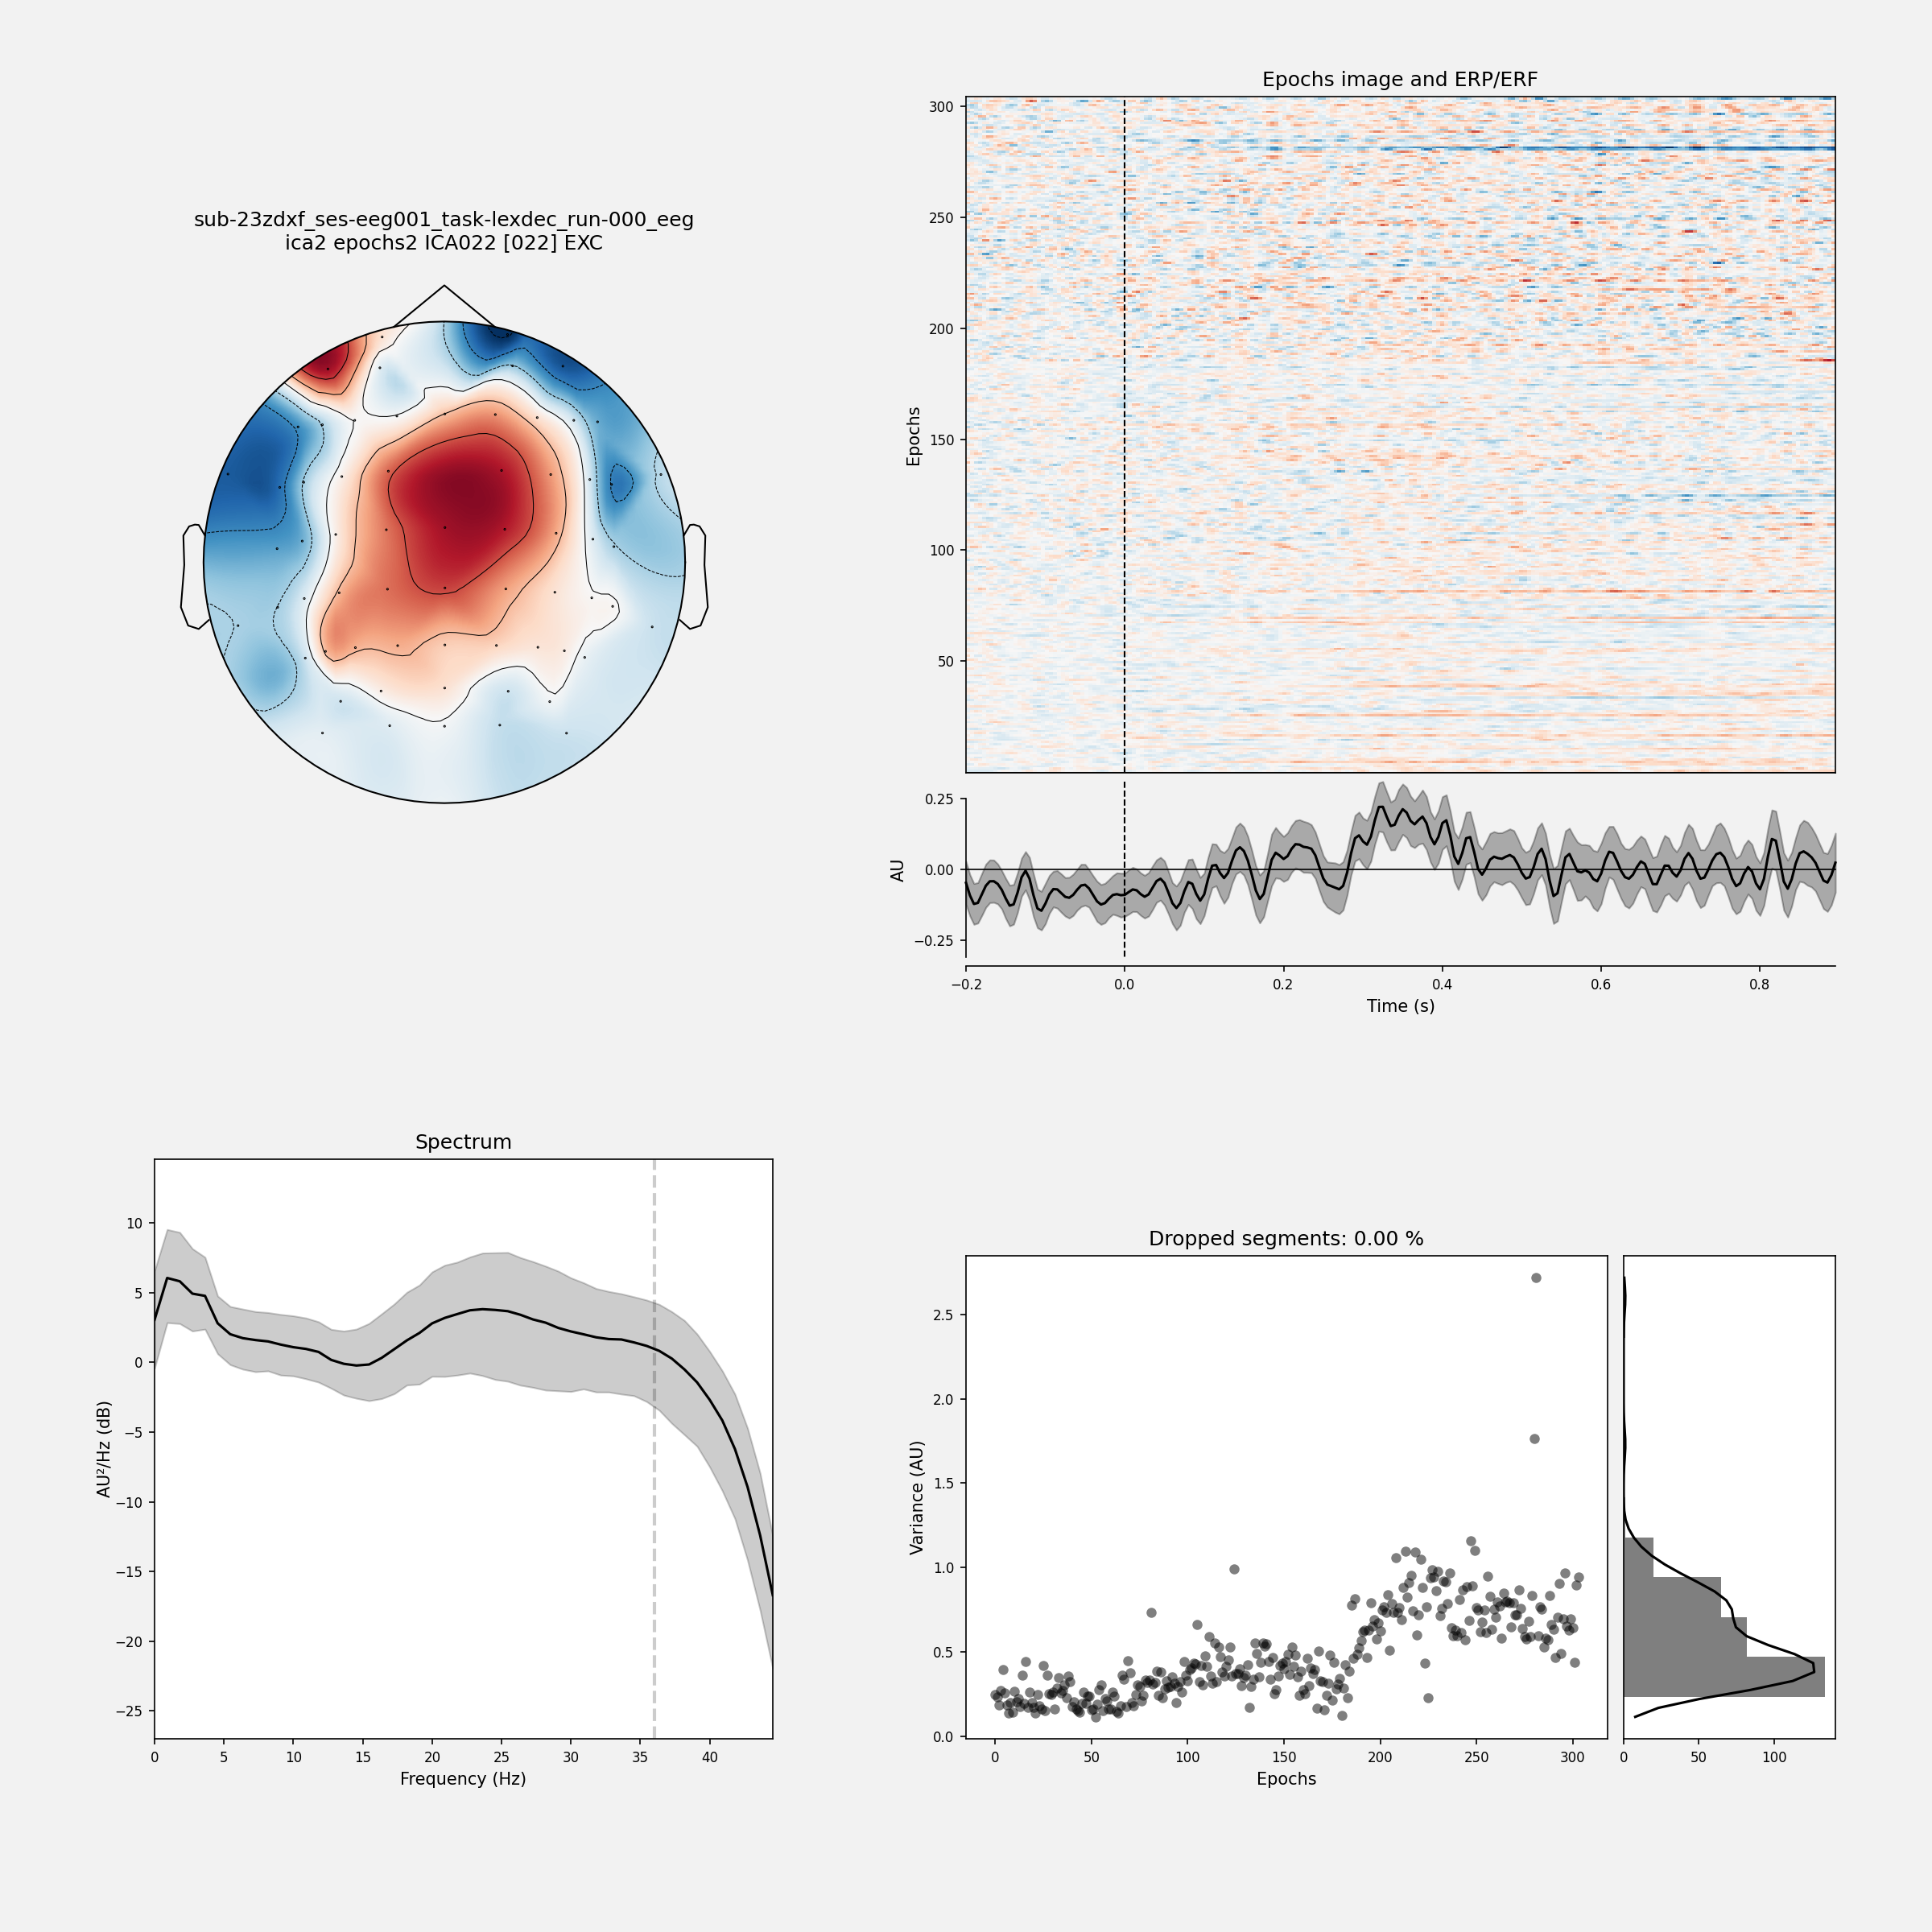 sub-23zdxf_ses-eeg001_task-lexdec_run-000_eeg
ica2 epochs2 ICA022 [022] EXC
Epochs image and ERP/ERF
300
250
200
150
100
50
Epochs
0.25
0.00
−0.25
AU
−0.2 0.0 0.2 0.4 0.6 0.8
Time (s)
Spectrum
10
5
0
−5
−10
−15
−20
−25
AU²/Hz (dB)
0 5 10 15 20 25 30 35 40
Frequency (Hz)
Dropped segments: 0.00 %
2.5
2.0
1.5
1.0
0.5
0.0
Variance (AU)
0 50 100 150 200 250 300
Epochs
0 50 100